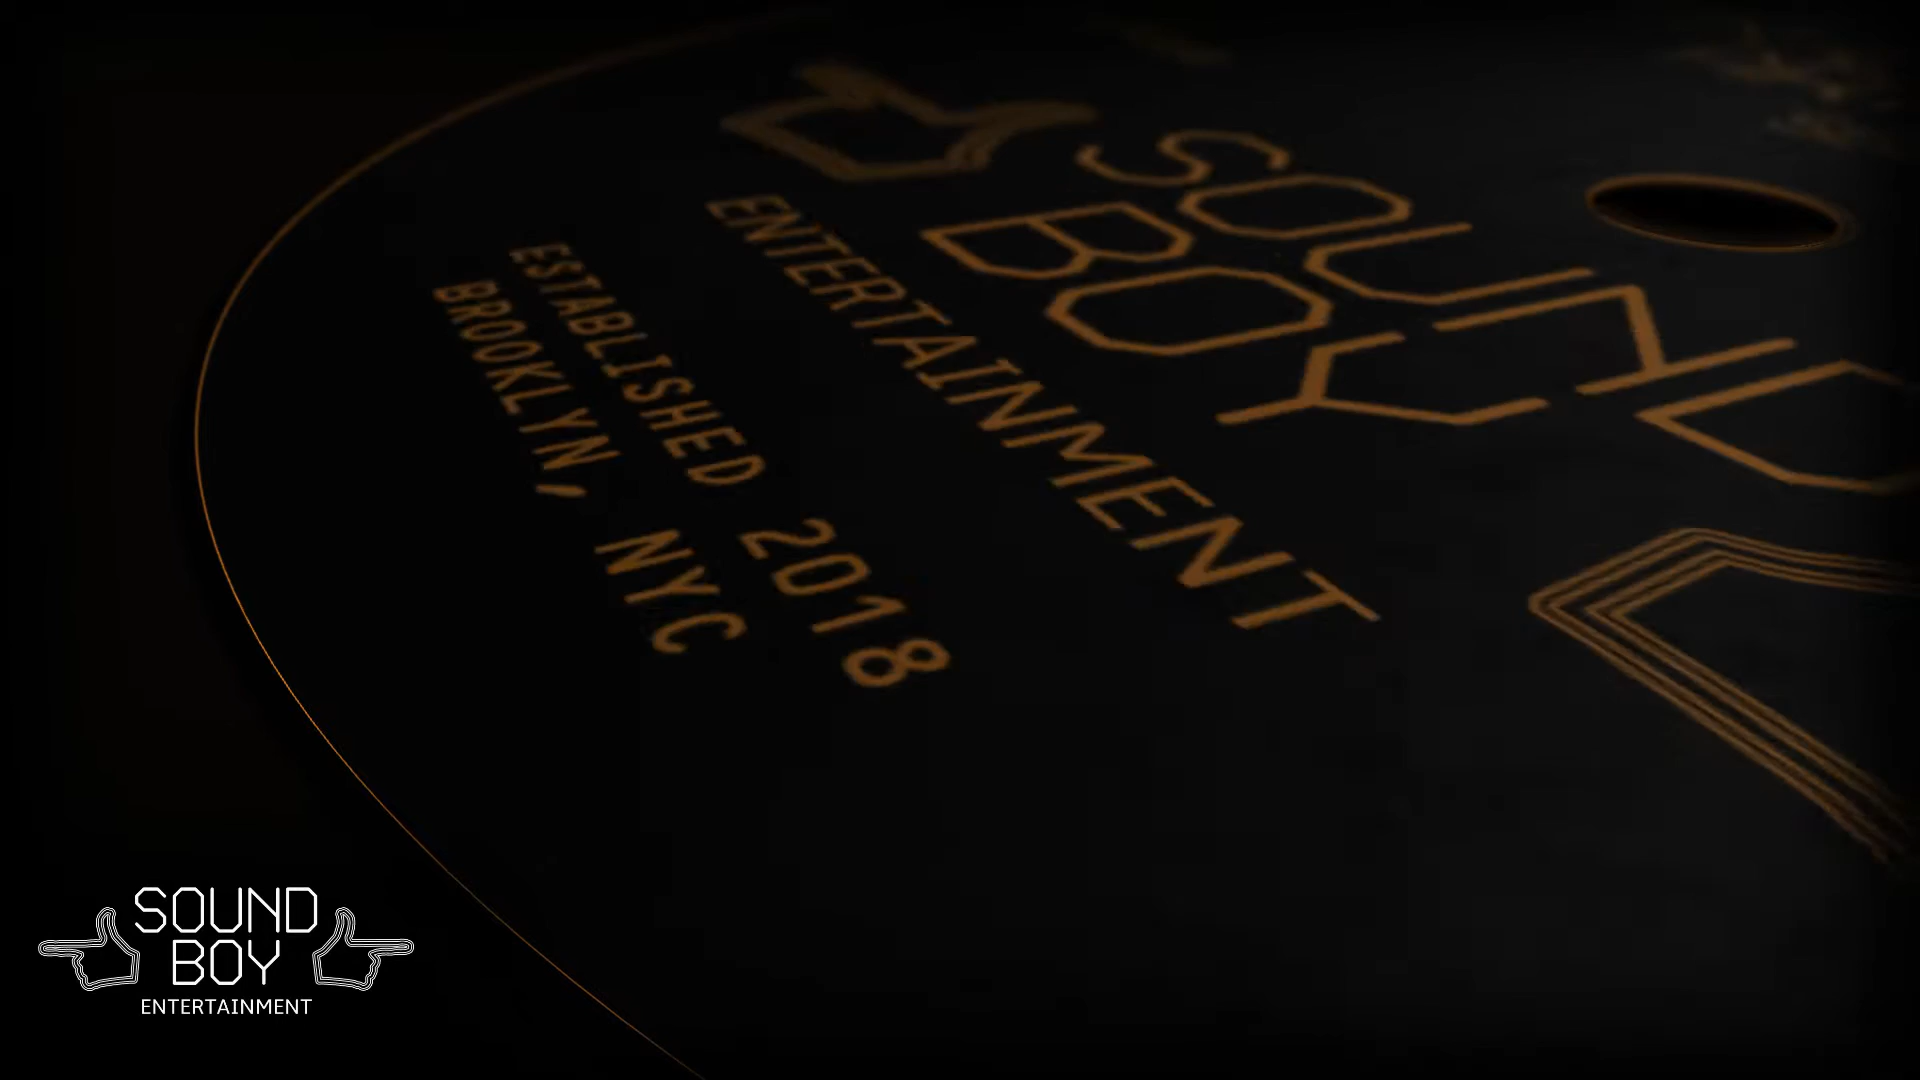 SOUND
BOY
ENTERTAINMENT
ESTABLISHED 2018
BROOKLYN, NYC
SOUND
BOY
ENTERTAINMENT